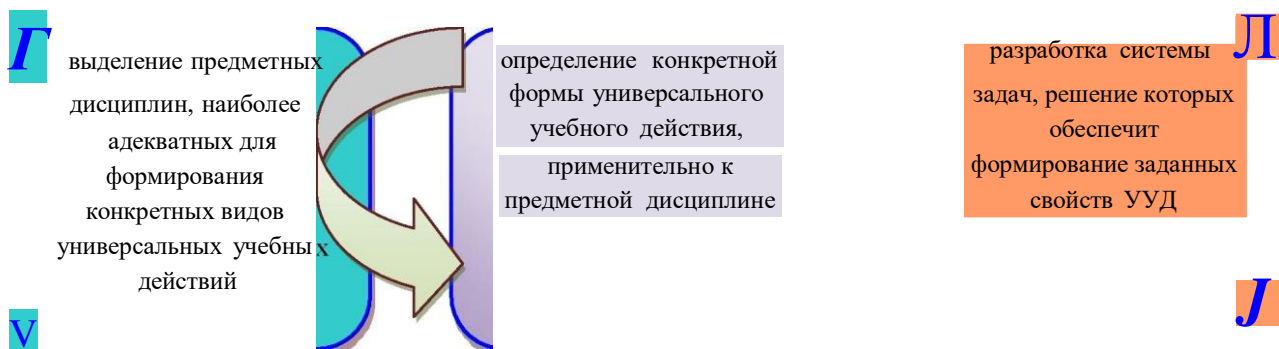 Г
выделение предметных
дисциплин, наиболее
адекватных для
формирования
конкретных видов
универсальных учебных
действий
V
определение конкретной
формы универсального
учебного действия,
применительно к
предметной дисциплине
Л
разработка системы
задач, решение которых
обеспечит
формирование заданных
свойств УУД
J